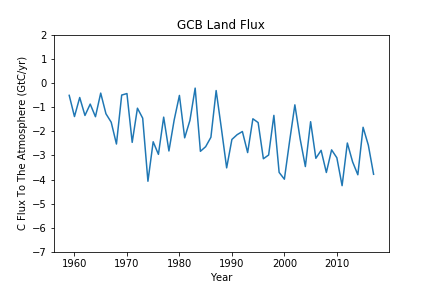 GCB Land Flux
C Flux To The Atmosphere (GtC/yr)
2
1
0
−1
−2
−3
−4
−5
−6
−7
1960 1970 1980 1990 2000 2010
Year